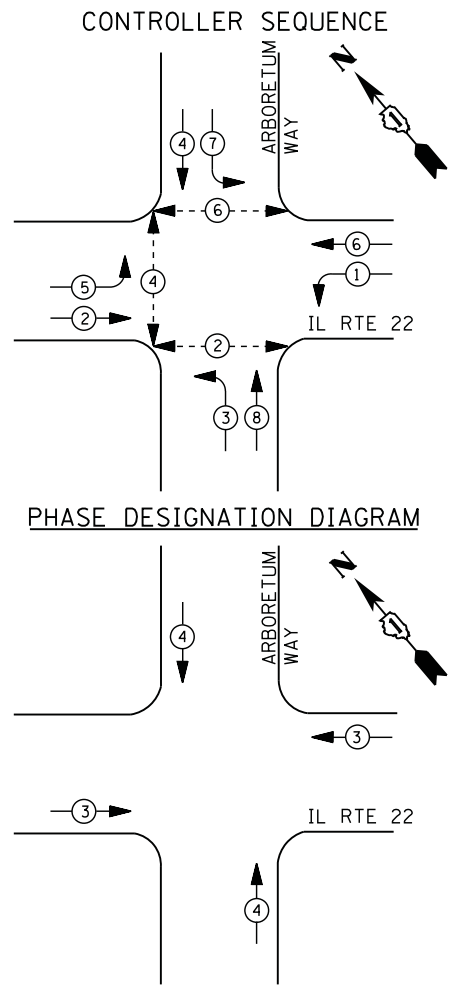 CONTROLLER SEQUENCE
ARBORETUM
WAY
N
4
7
6
6
1
5
4
2
IL RTE 22
2
3
8
PHASE DESIGNATION DIAGRAM
ARBORETUM
WAY
N
4
3
3
IL RTE 22
4